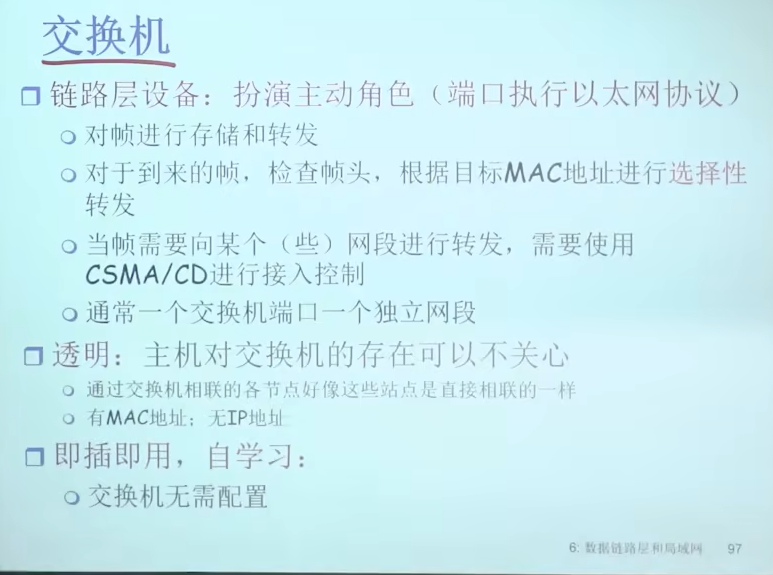 交换机
链路层设备：扮演主动角色（端口执行以太网协议）
对帧进行存储和转发
对于到来的帧，检查帧头，根据目标MAC地址进行选择性
转发
当帧需要向某个（些）网段进行转发，需要使用
CSMA/CD进行接入控制
通常一个交换机端口一个独立网段
透明：主机对交换机的存在可以不关心
通过交换机相联的各节点好像这些站点是直接相联的一样
有MAC地址；无IP地址
即插即用，自学习：
交换机无需配置
6: 数据链路层和局域网 97